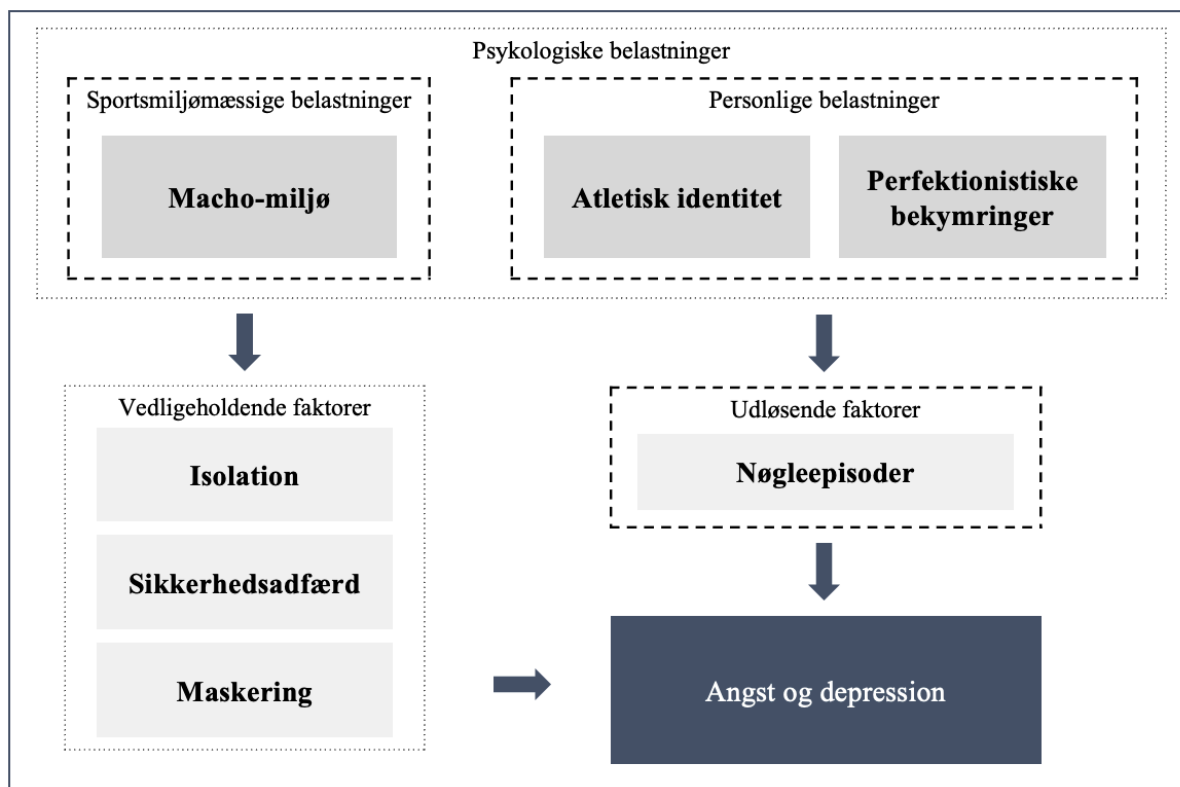 Psykologiske belastninger
Sportsmiljømæssige belastninger
Macho-miljø
Personlige belastninger
Atletisk identitet
Perfektionistiske
bekymringer
Vedligeholdende faktorer
Isolation
Sikkerhedsadfærd
Maskering
Udløsende faktorer
Nøgleepisoder
Angst og depression